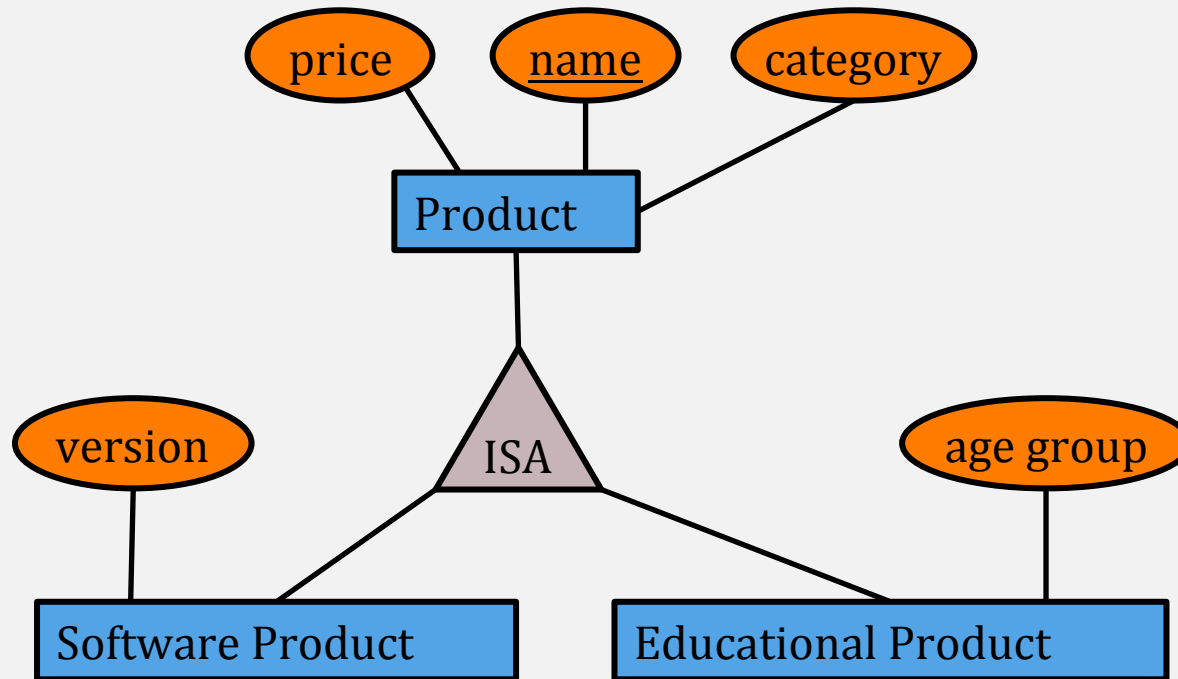 price
name
category
Product
version
ISA
age group
Software Product
Educational Product